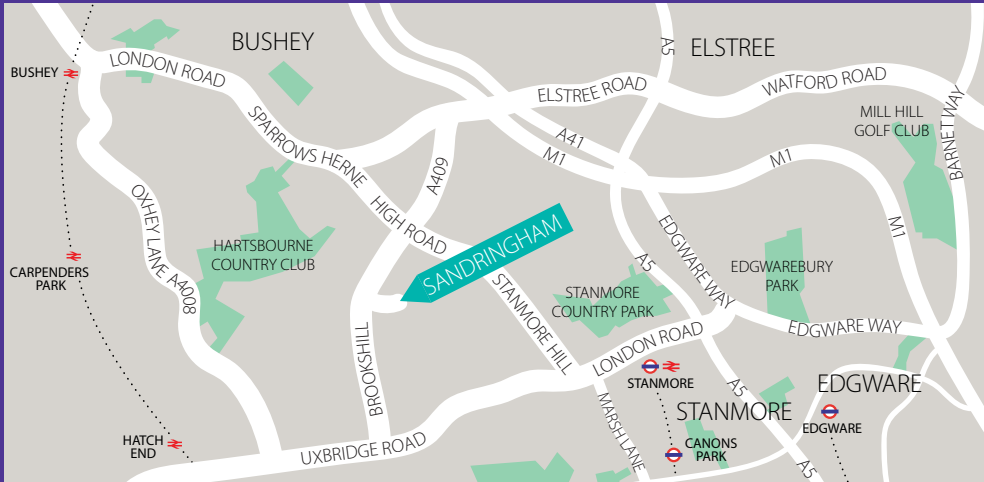 BUSHEY
ELSTREE
A5
BUSHEY
LONDON ROAD
ELSTREE ROAD
WATFORD ROAD
MILL HILL
GOLF CLUB
BARNET WAY
SPARROWS HERNE
A41
M1
M1
A409
OXHEY LANE A4008
HIGH ROAD
SANDRINGHAM
EDGWARE WAY
M1
HARTSBOURNE
COUNTRY CLUB
CARPENDERS
PARK
A5
EDGWAREBURY
PARK
STANMORE HILL
STANMORE
COUNTRY PARK
BROOKSHILL
LONDON ROAD
EDGWARE WAY
STANMORE
A5
EDGWARE
MARSH LANE
STANMORE
EDGWARE
HATCH
END
UXBRIDGE ROAD
CANONS
PARK
A5